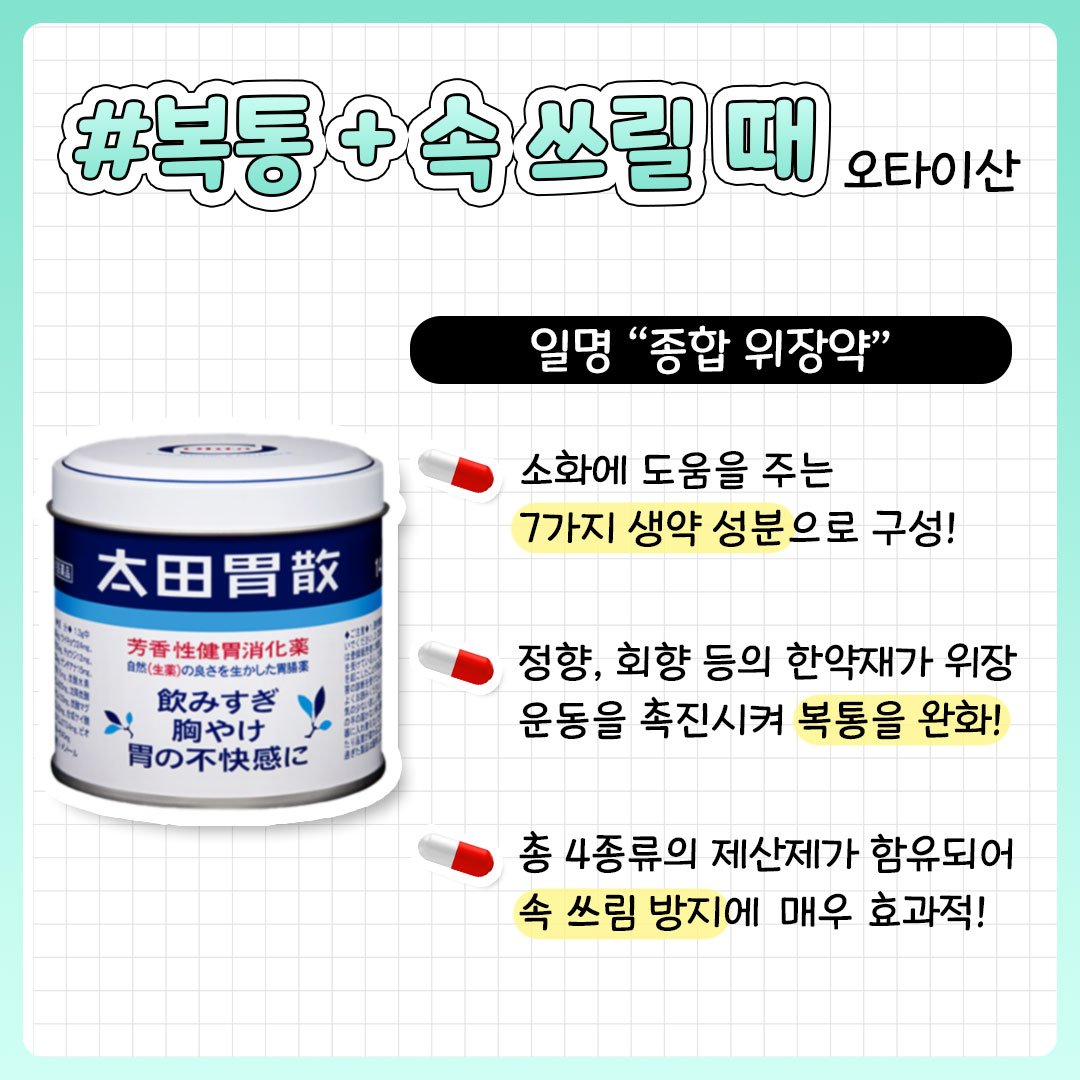 #복통 + 속 쓰릴 때 오타이산
일명 “종합 위장약”
소화에 도움을 주는
7가지 생약 성분으로 구성!
정향, 회향 등의 한약재가 위장
운동을 촉진시켜 복통을 완화!
총 4종류의 제산제가 함유되어
속 쓰림 방지에 매우 효과적!
太田胃散
芳香性健胃消化薬
自然(生薬)の良さを生かした胃腸薬
飲みすぎ
胸やけ
胃の不快感に